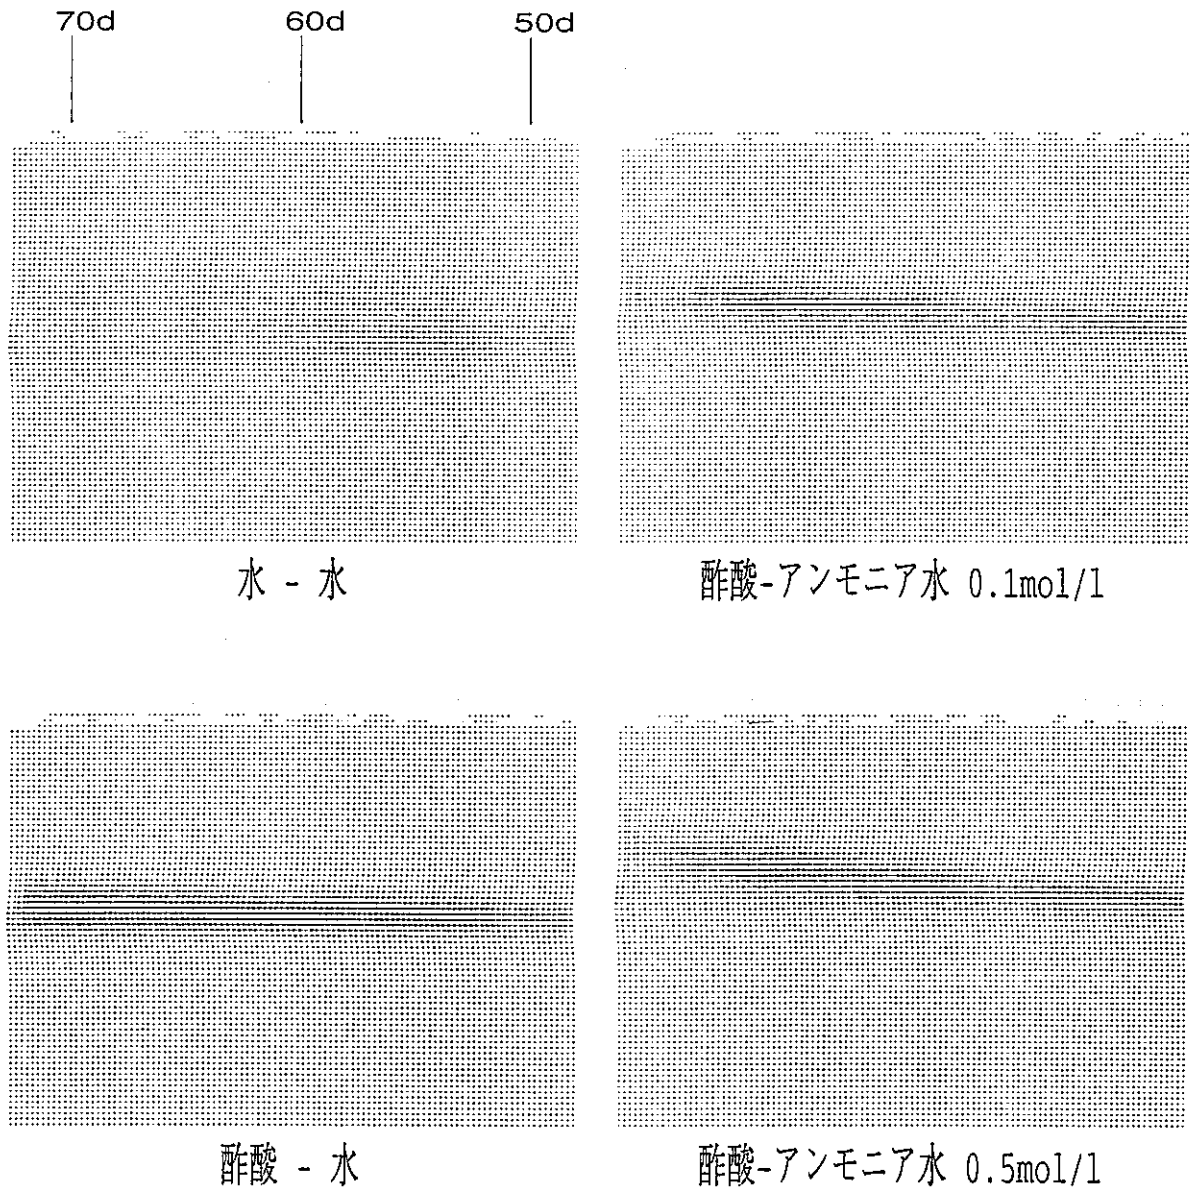 70d 60d 50d
水 - 水
酢酸-アンモニア水 0.1mol/l
酢酸 - 水
酢酸-アンモニア水 0.5mol/l